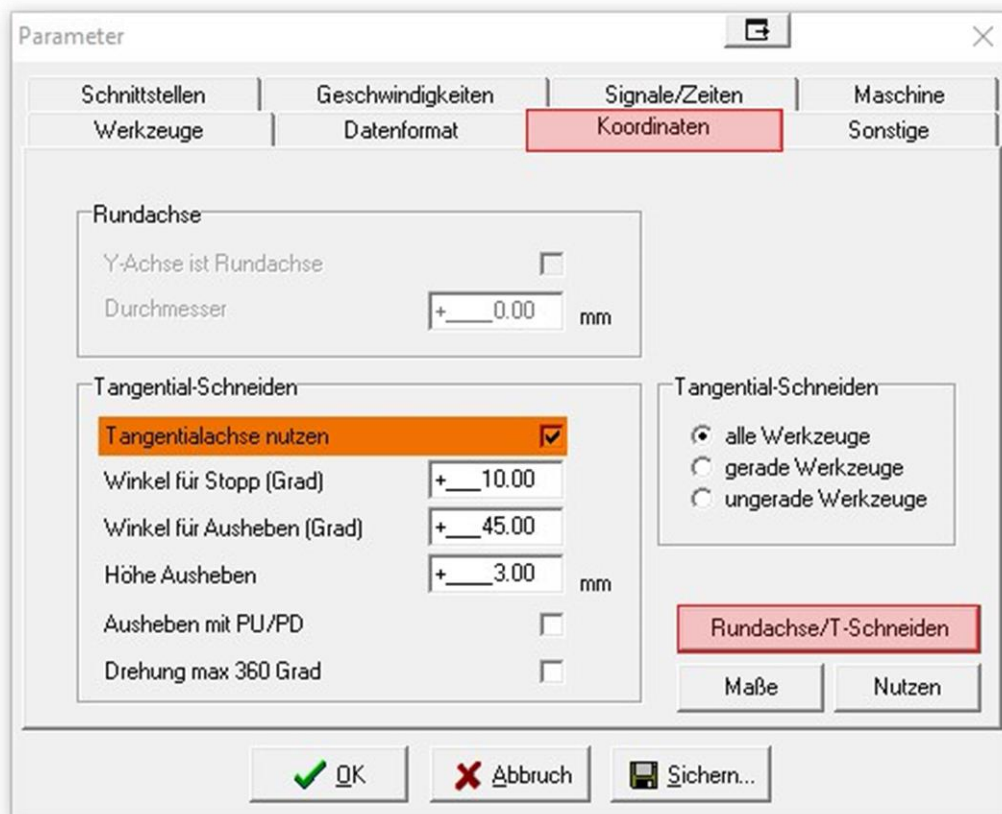 Parameter
Schnittstellen Geschwindigkeiten Signale/Zeiten Maschine
Werkzeuge Datenformat Koordinaten Sonstige
Rundachse
Y-Achse ist Rundachse
Durchmesser +____0.00 mm
Tangential-Schneiden
Tangentialachse nutzen
Winkel für Stopp (Grad) +___10.00
Winkel für Ausheben (Grad) +___45.00
Höhe Ausheben +____3.00 mm
Ausheben mit PU/PD
Drehung max 360 Grad
Tangential-Schneiden
alle Werkzeuge
gerade Werkzeuge
ungerade Werkzeuge
Rundachse/T-Schneiden
Maße Nutzen
OK Abbruch Sichern...